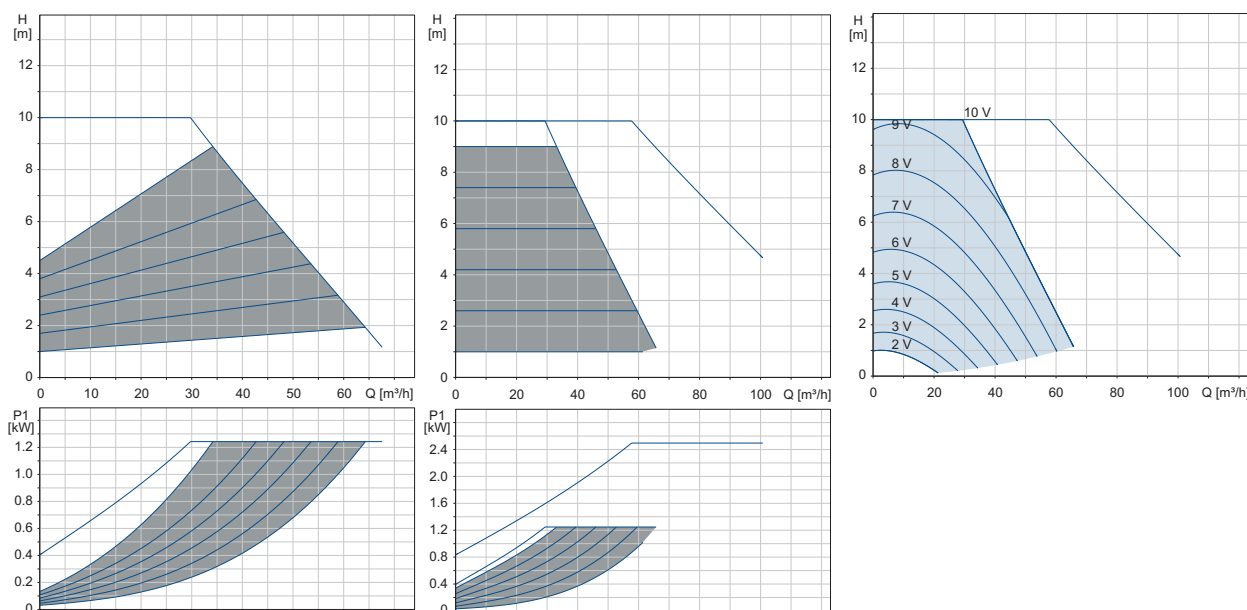 H
[m]
12
10
8
6
4
2
0
0 10 20 30 40 50 60 Q [m³/h]
P1
[kW]
1.2
1.0
0.8
0.6
0.4
0.2
0
H
[m]
12
10
8
6
4
2
0
0 20 40 60 80 100 Q [m³/h]
P1
[kW]
2.4
2.0
1.6
1.2
0.8
0.4
0
H
[m]
12
10
8
6
4
2
0
10 V
9 V
8 V
7 V
6 V
5 V
4 V
3 V
2 V
0 20 40 60 80 100 Q [m³/h]